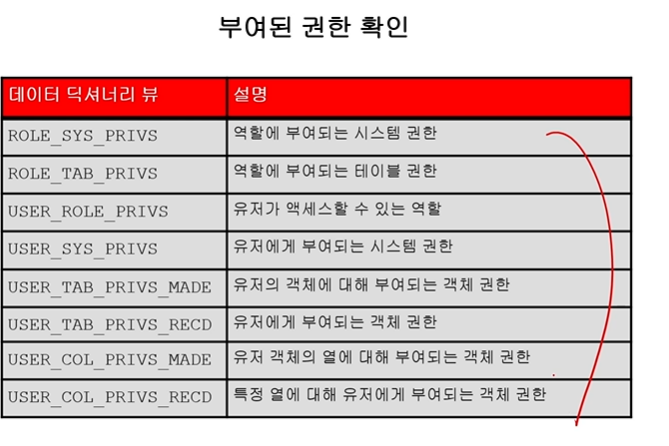 부여된 권한 확인
데이터 딕셔너리 뷰 설명
ROLE_SYS_PRIVS 역할에 부여되는 시스템 권한
ROLE_TAB_PRIVS 역할에 부여되는 테이블 권한
USER_ROLE_PRIVS 유저가 액세스할 수 있는 역할
USER_SYS_PRIVS 유저에게 부여되는 시스템 권한
USER_TAB_PRIVS_MADE 유저의 객체에 대해 부여되는 객체 권한
USER_TAB_PRIVS_RECD 유저에게 부여되는 객체 권한
USER_COL_PRIVS_MADE 유저 객체의 열에 대해 부여되는 객체 권한
USER_COL_PRIVS_RECD 특정 열에 대해 유저에게 부여되는 객체 권한